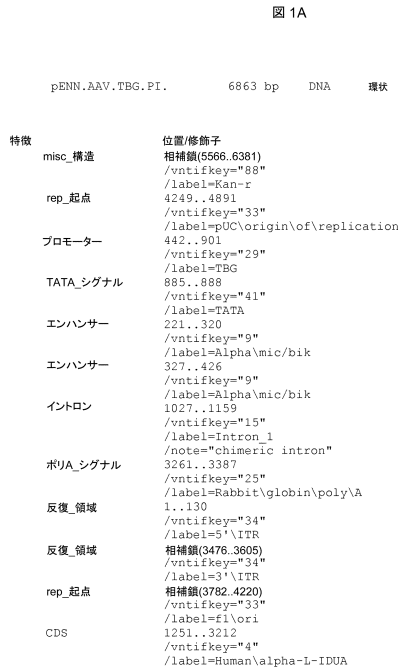 図 1A
pENN.AAV.TBG.PI. 6863 bp DNA 環状
特徴 位置/修飾子
misc_構造 相補鎖(5566..6381)
/vntifkey="88"
/label=Kan-r
rep_起点 4249..4891
/vntifkey="33"
/label=pUC\origin\of\replication
プロモーター 442..901
/vntifkey="29"
/label=TBG
TATA_シグナル 885..888
/vntifkey="41"
/label=TATA
エンハンサー 221..320
/vntifkey="9"
/label=Alpha\mic/bik
エンハンサー 327..426
/vntifkey="9"
/label=Alpha\mic/bik
イントロン 1027..1159
/vntifkey="15"
/label=Intron_1
/note="chimeric intron"
ポリA_シグナル 3261..3387
/vntifkey="25"
/label=Rabbit\globin\poly\A
反復_領域 1..130
/vntifkey="34"
/label=5'\ITR
反復_領域 相補鎖(3476..3605)
/vntifkey="34"
/label=3'\ITR
rep_起点 相補鎖(3782..4220)
/vntifkey="33"
/label=f1\ori
CDS 1251..3212
/vntifkey="4"
/label=Human\alpha-L-IDUA